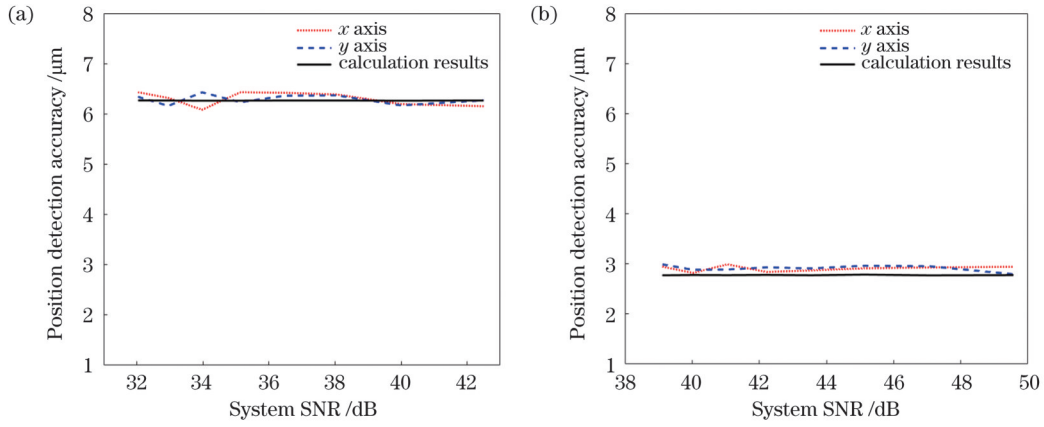 (a)
8
7
6
5
4
3
2
1
Position detection accuracy /μm
x axis
y axis
calculation results
32
34
36
38
40
42
System SNR /dB
(b)
8
7
6
5
4
3
2
1
Position detection accuracy /μm
x axis
y axis
calculation results
38
40
42
44
46
48
50
System SNR /dB